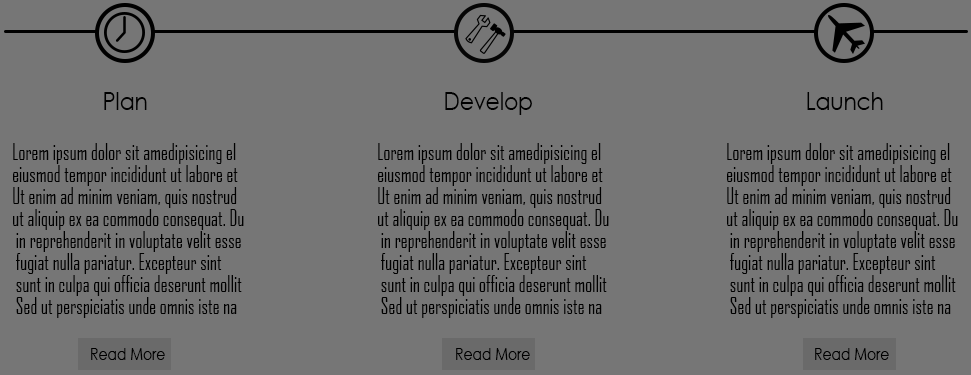 Plan
Lorem ipsum dolor sit amedipisicing el
eiusmod tempor incididunt ut labore et
Ut enim ad minim veniam, quis nostrud
ut aliquip ex ea commodo consequat. Du
in reprehenderit in voluptate velit esse
fugiat nulla pariatur. Excepteur sint
sunt in culpa qui officia deserunt mollit
Sed ut perspiciatis unde omnis iste na
Read More
Develop
Lorem ipsum dolor sit amedipisicing el
eiusmod tempor incididunt ut labore et
Ut enim ad minim veniam, quis nostrud
ut aliquip ex ea commodo consequat. Du
in reprehenderit in voluptate velit esse
fugiat nulla pariatur. Excepteur sint
sunt in culpa qui officia deserunt mollit
Sed ut perspiciatis unde omnis iste na
Read More
Launch
Lorem ipsum dolor sit amedipisicing el
eiusmod tempor incididunt ut labore et
Ut enim ad minim veniam, quis nostrud
ut aliquip ex ea commodo consequat. Du
in reprehenderit in voluptate velit esse
fugiat nulla pariatur. Excepteur sint
sunt in culpa qui officia deserunt mollit
Sed ut perspiciatis unde omnis iste na
Read More